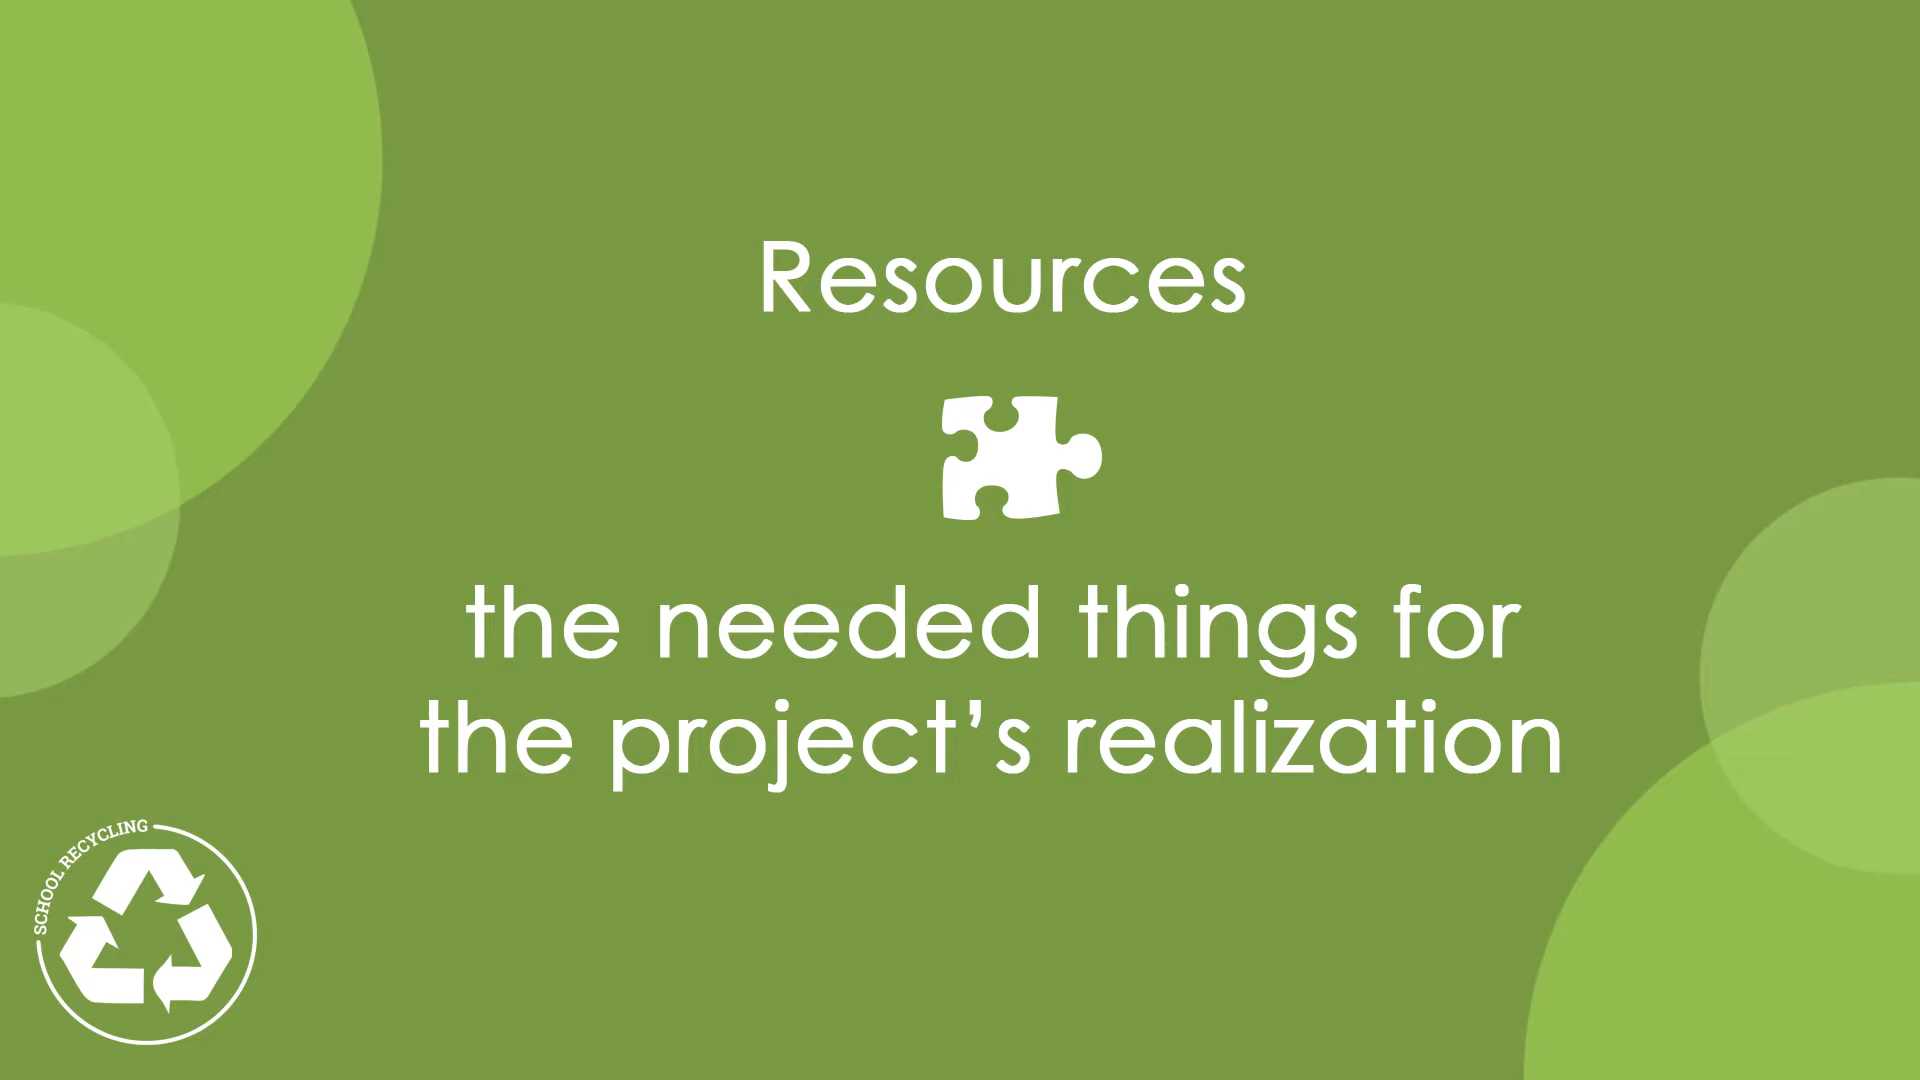 Resources
the needed things for
the project’s realization
SCHOOL RECYCLING